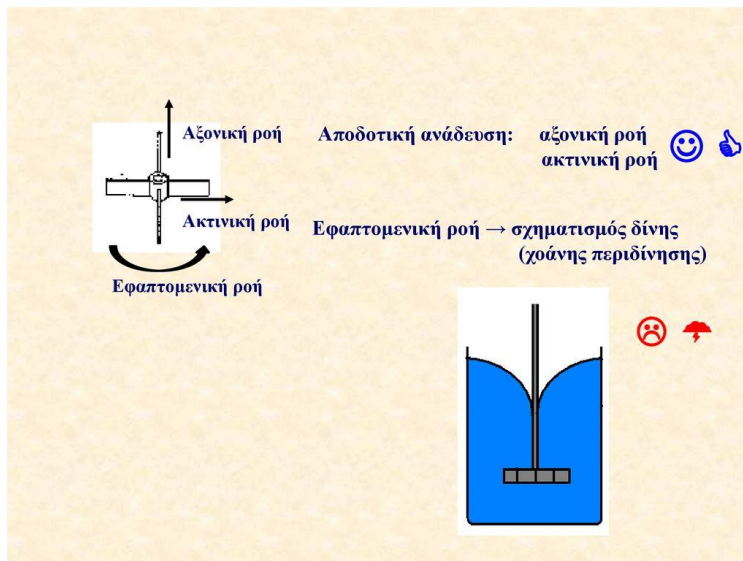 Αξονική ροή
Ακτινική ροή
Εφαπτομενική ροή
Αποδοτική ανάδευση: αξονική ροή
ακτινική ροή
Εφαπτομενική ροή → σχηματισμός δίνης
(χοάνης περιδίνησης)